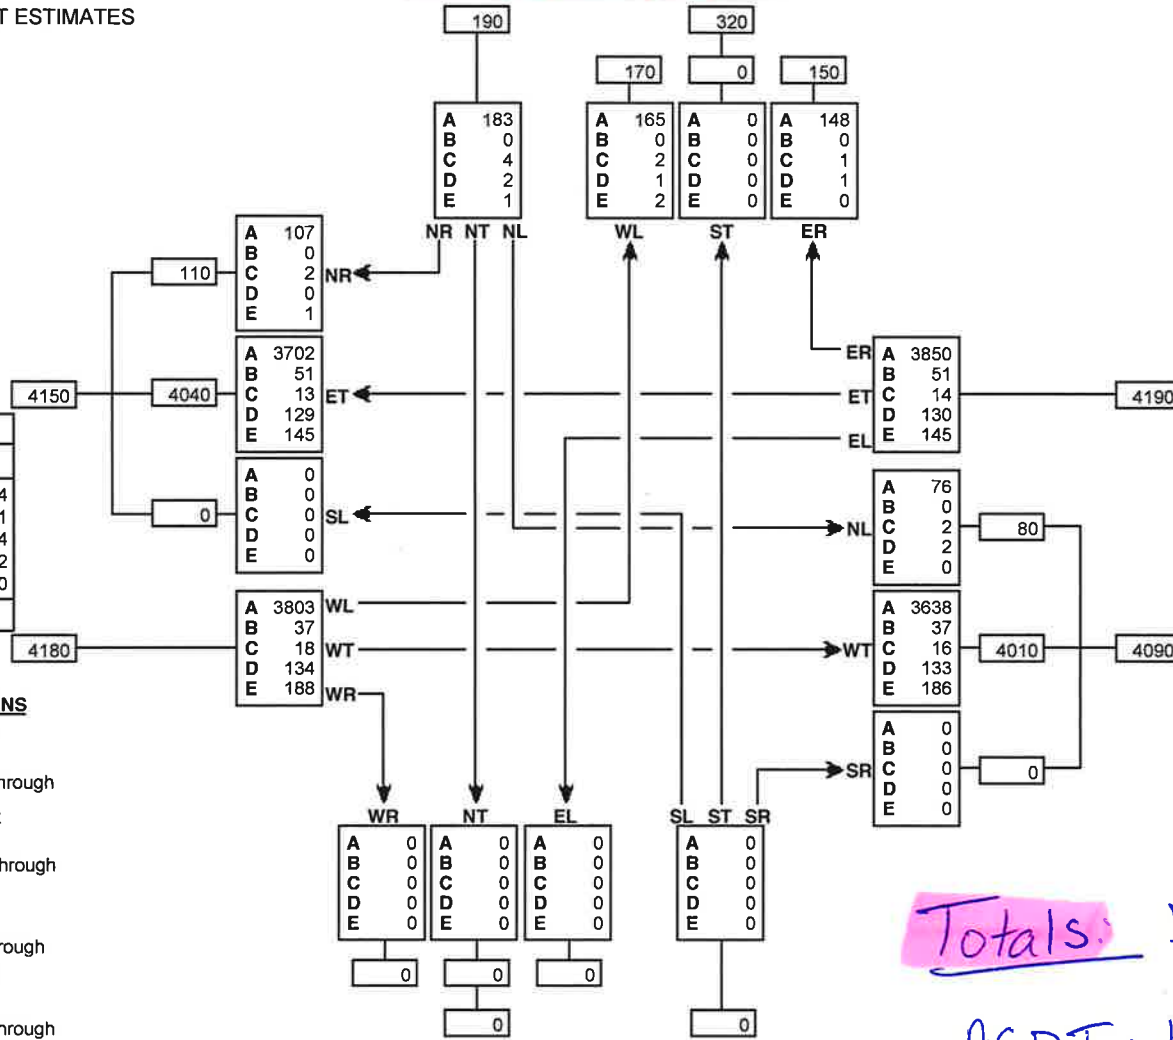 T ESTIMATES
190
320
170
0
150
A 183
B 0
C 4
D 2
E 1
A 165
B 0
C 2
D 1
E 2
A 0
B 0
C 0
D 0
E 0
A 148
B 0
C 1
D 1
E 0
NR NT NL
WL
ST
ER
110
A 107
B 0
C 2
D 0
E 1
NR
4150
4040
A 3702
B 51
C 13
D 129
E 145
ET
0
A 0
B 0
C 0
D 0
E 0
SL
ER
ET
EL
A 3850
B 51
C 14
D 130
E 145
4190
NL
A 76
B 0
C 2
D 2
E 0
80
4
1
4
2
0
4180
A 3803
B 37
C 18
D 134
E 188
WL
WT
WR
WT
A 3638
B 37
C 16
D 133
E 186
4010
4090
SR
A 0
B 0
C 0
D 0
E 0
0
NS
hrough
hrough
rough
hrough
WR
NT
EL
SL ST SR
A 0
B 0
C 0
D 0
E 0
A 0
B 0
C 0
D 0
E 0
A 0
B 0
C 0
D 0
E 0
A 0
B 0
C 0
D 0
E 0
0
0
0
0
0
Totals: